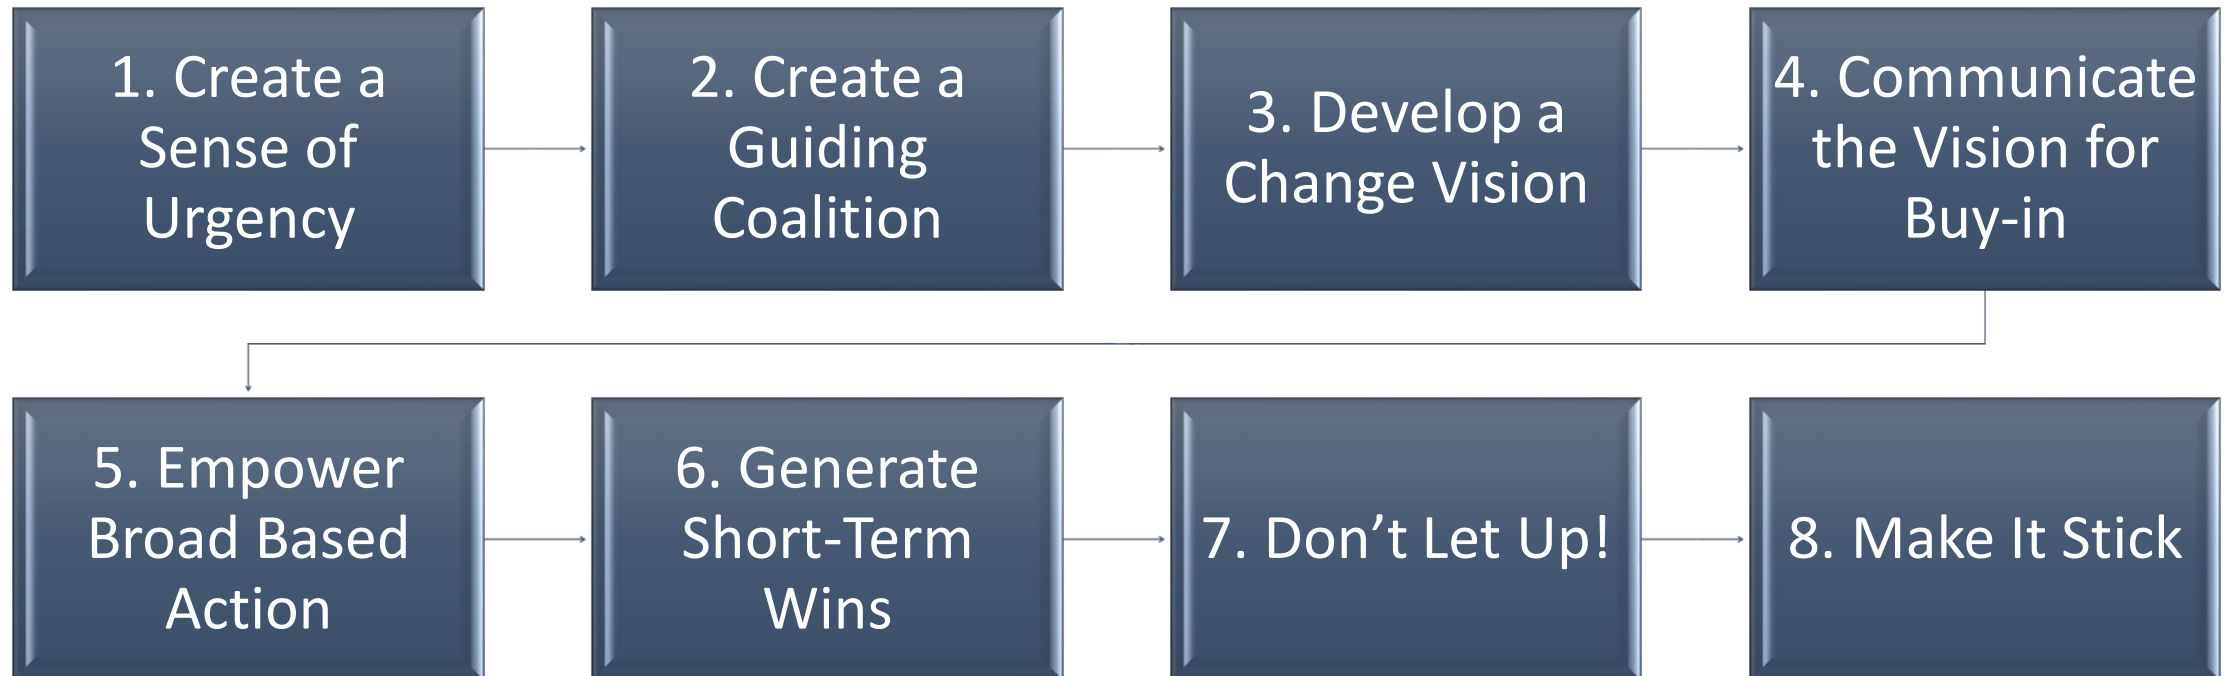 1. Create a
Sense of
Urgency
2. Create a
Guiding
Coalition
3. Develop a
Change Vision
4. Communicate
the Vision for
Buy-in
5. Empower
Broad Based
Action
6. Generate
Short-Term
Wins
7. Don’t Let Up!
8. Make It Stick